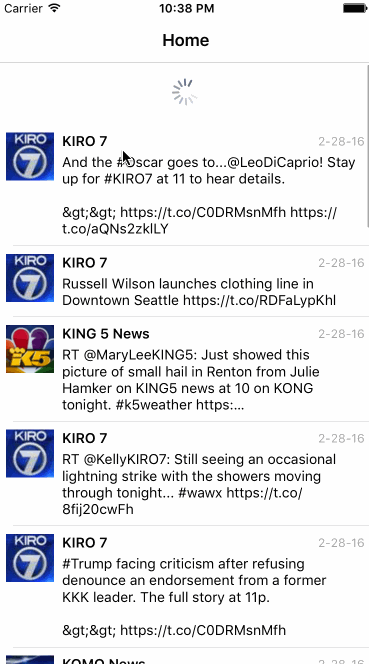 Carrier 10:38 PM
Home
KIRO 7 2-28-16
And the #Oscar goes to...@LeoDiCaprio! Stay
up for #KIRO7 at 11 to hear details.
&gt;&gt; https://t.co/C0DRMsnMfh https://
t.co/aQNs2zklLY
KIRO 7 2-28-16
Russell Wilson launches clothing line in
Downtown Seattle https://t.co/RDFaLypKhl
KING 5 News 2-28-16
RT @MaryLeeKING5: Just showed this
picture of small hail in Renton from Julie
Hamker on KING5 news at 10 on KONG
tonight. #k5weather https:...
KIRO 7 2-28-16
RT @KellyKIRO7: Still seeing an occasional
lightning strike with the showers moving
through tonight... #wawx https://t.co/
8fij20cwFh
KIRO 7 2-28-16
#Trump facing criticism after refusing
denounce an endorsement from a former
KKK leader. The full story at 11p.
&gt;&gt; https://t.co/C0DRMsnMfh
KOMO News